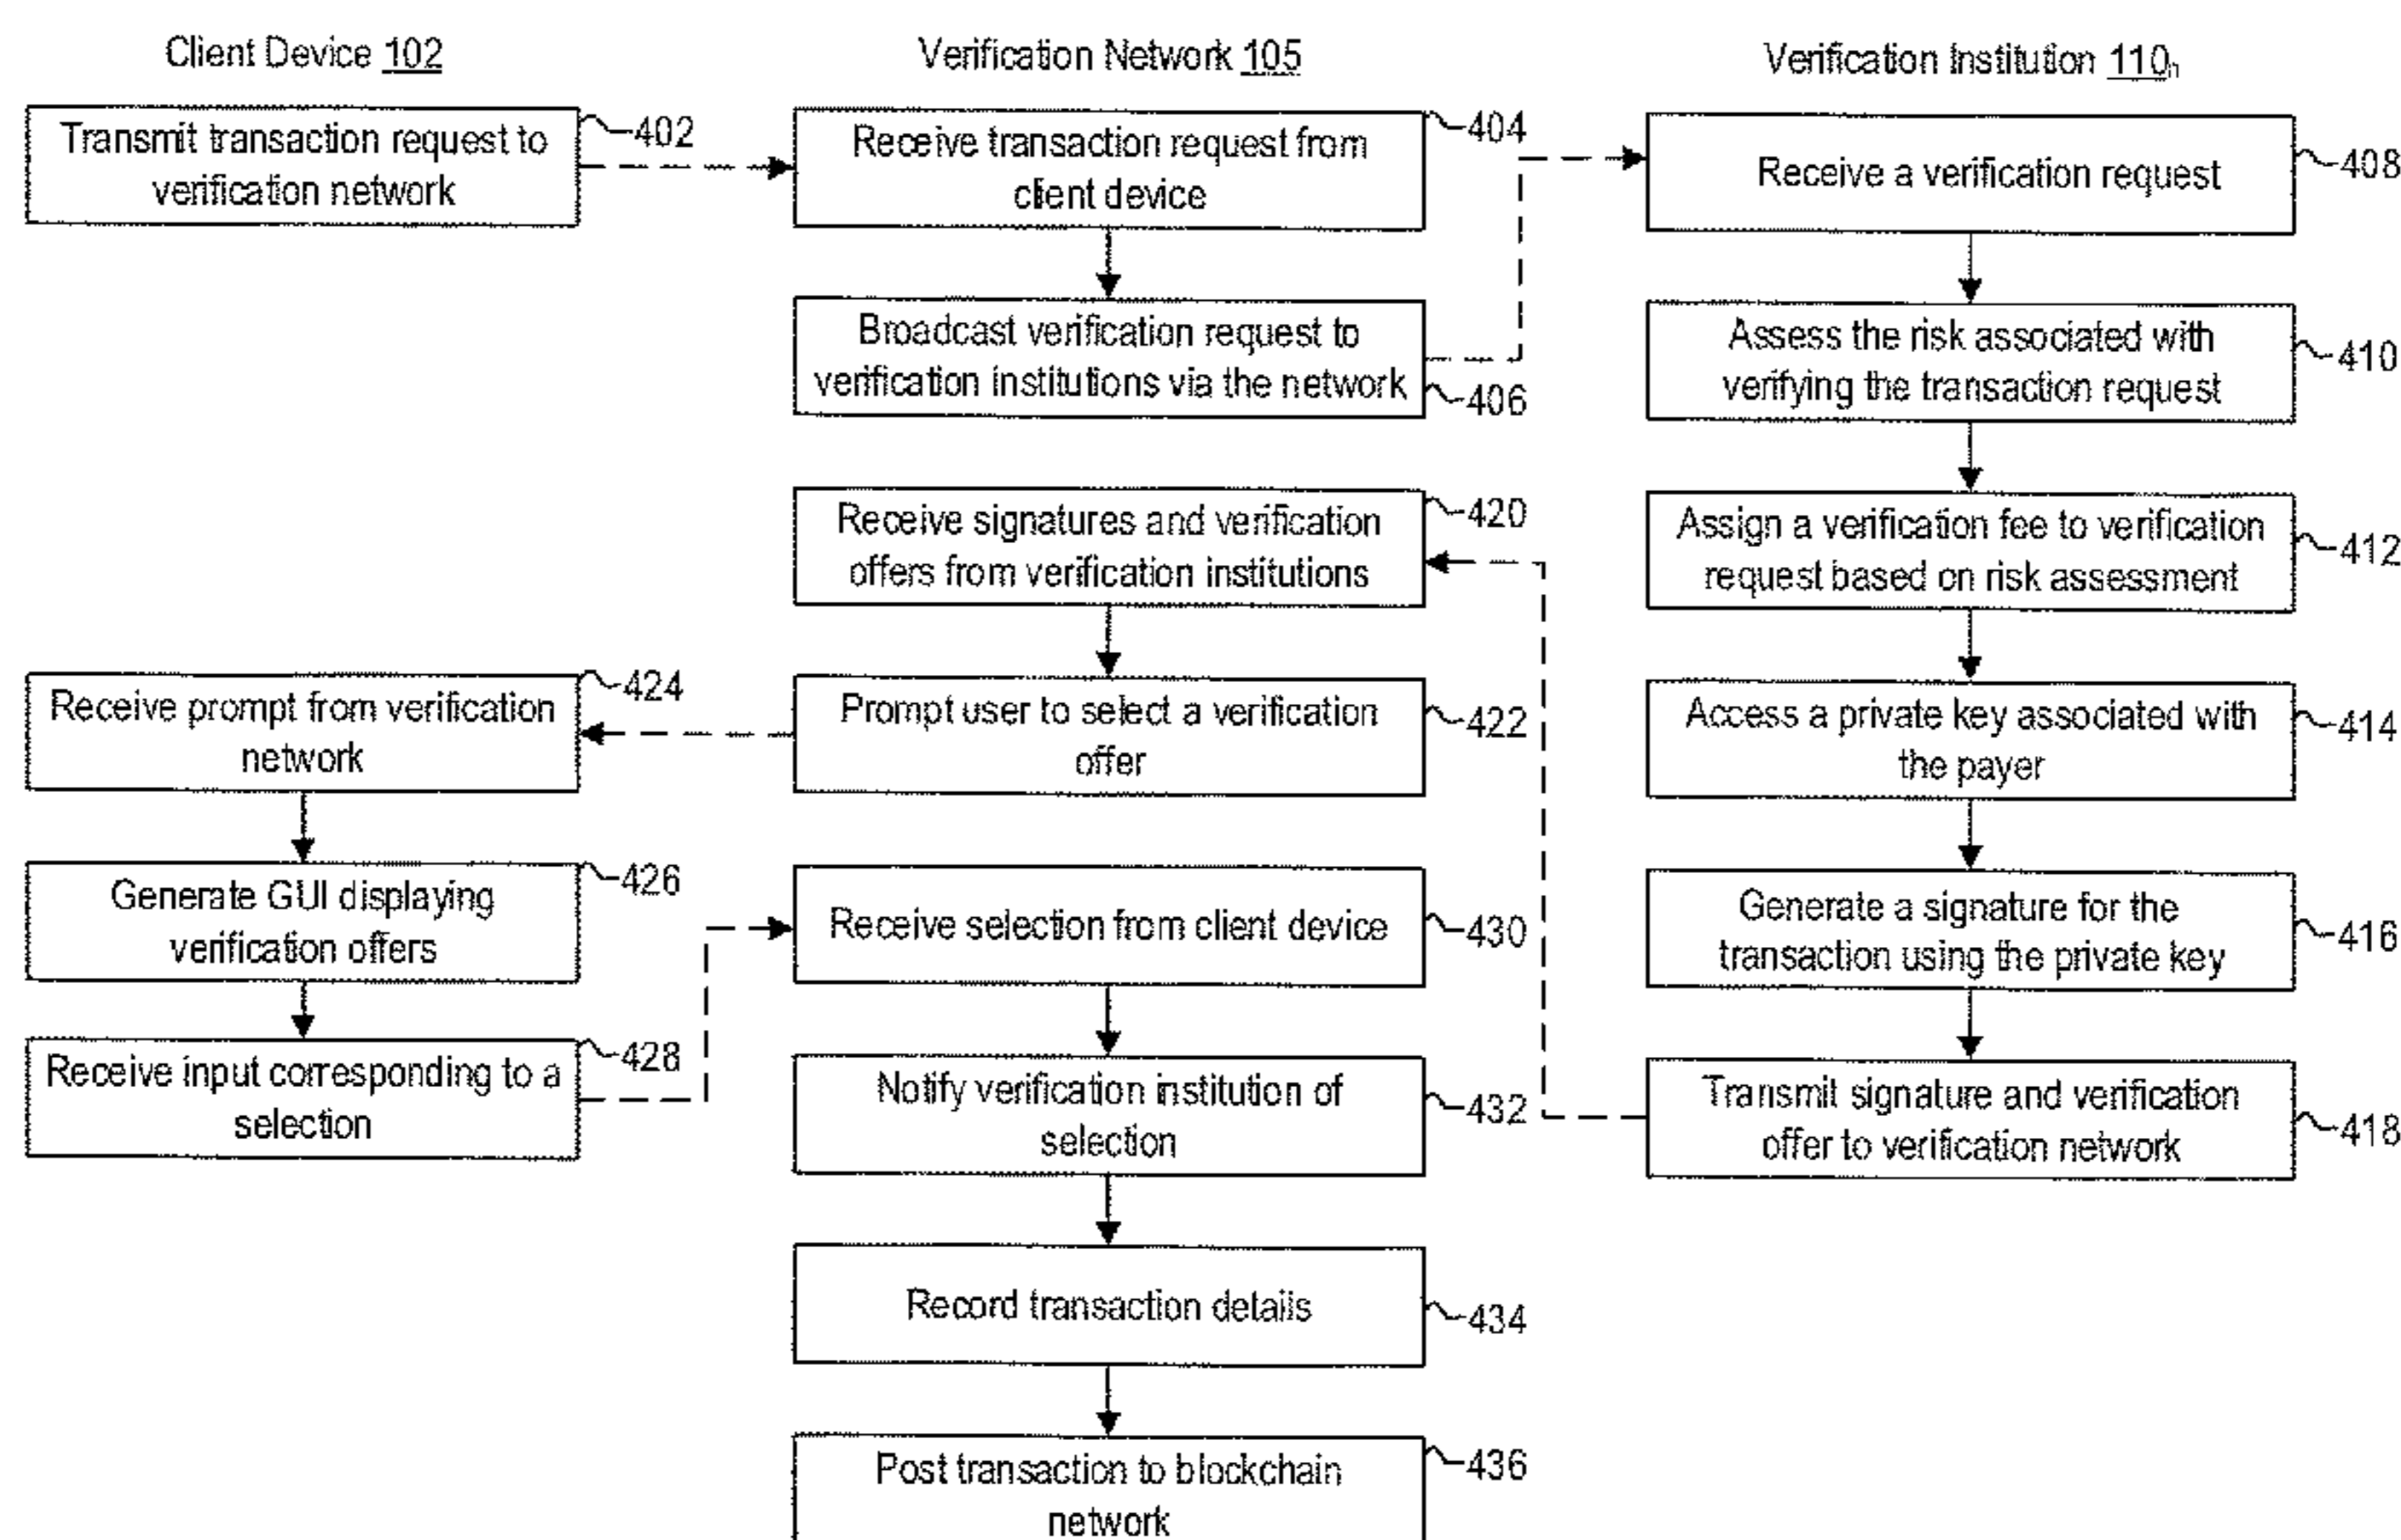 Client Device 102
Transmit transaction request to
verification network
402
Receive prompt from verification
network
424
Generate GUI displaying
verification offers
426
Receive input corresponding to a
selection
428
Verification Network 105
Receive transaction request from
client device
404
Broadcast verification request to
verification institutions via the network
406
Receive signatures and verification
offers from verification institutions
420
Prompt user to select a verification
offer
422
Receive selection from client device
430
Notify verification institution of
selection
432
Record transaction details
434
Post transaction to blockchain
network
436
Verification Institution 110n
Receive a verification request
408
Assess the risk associated with
verifying the transaction request
410
Assign a verification fee to verification
request based on risk assessment
412
Access a private key associated with
the payer
414
Generate a signature for the
transaction using the private key
416
Transmit signature and verification
offer to verification network
418